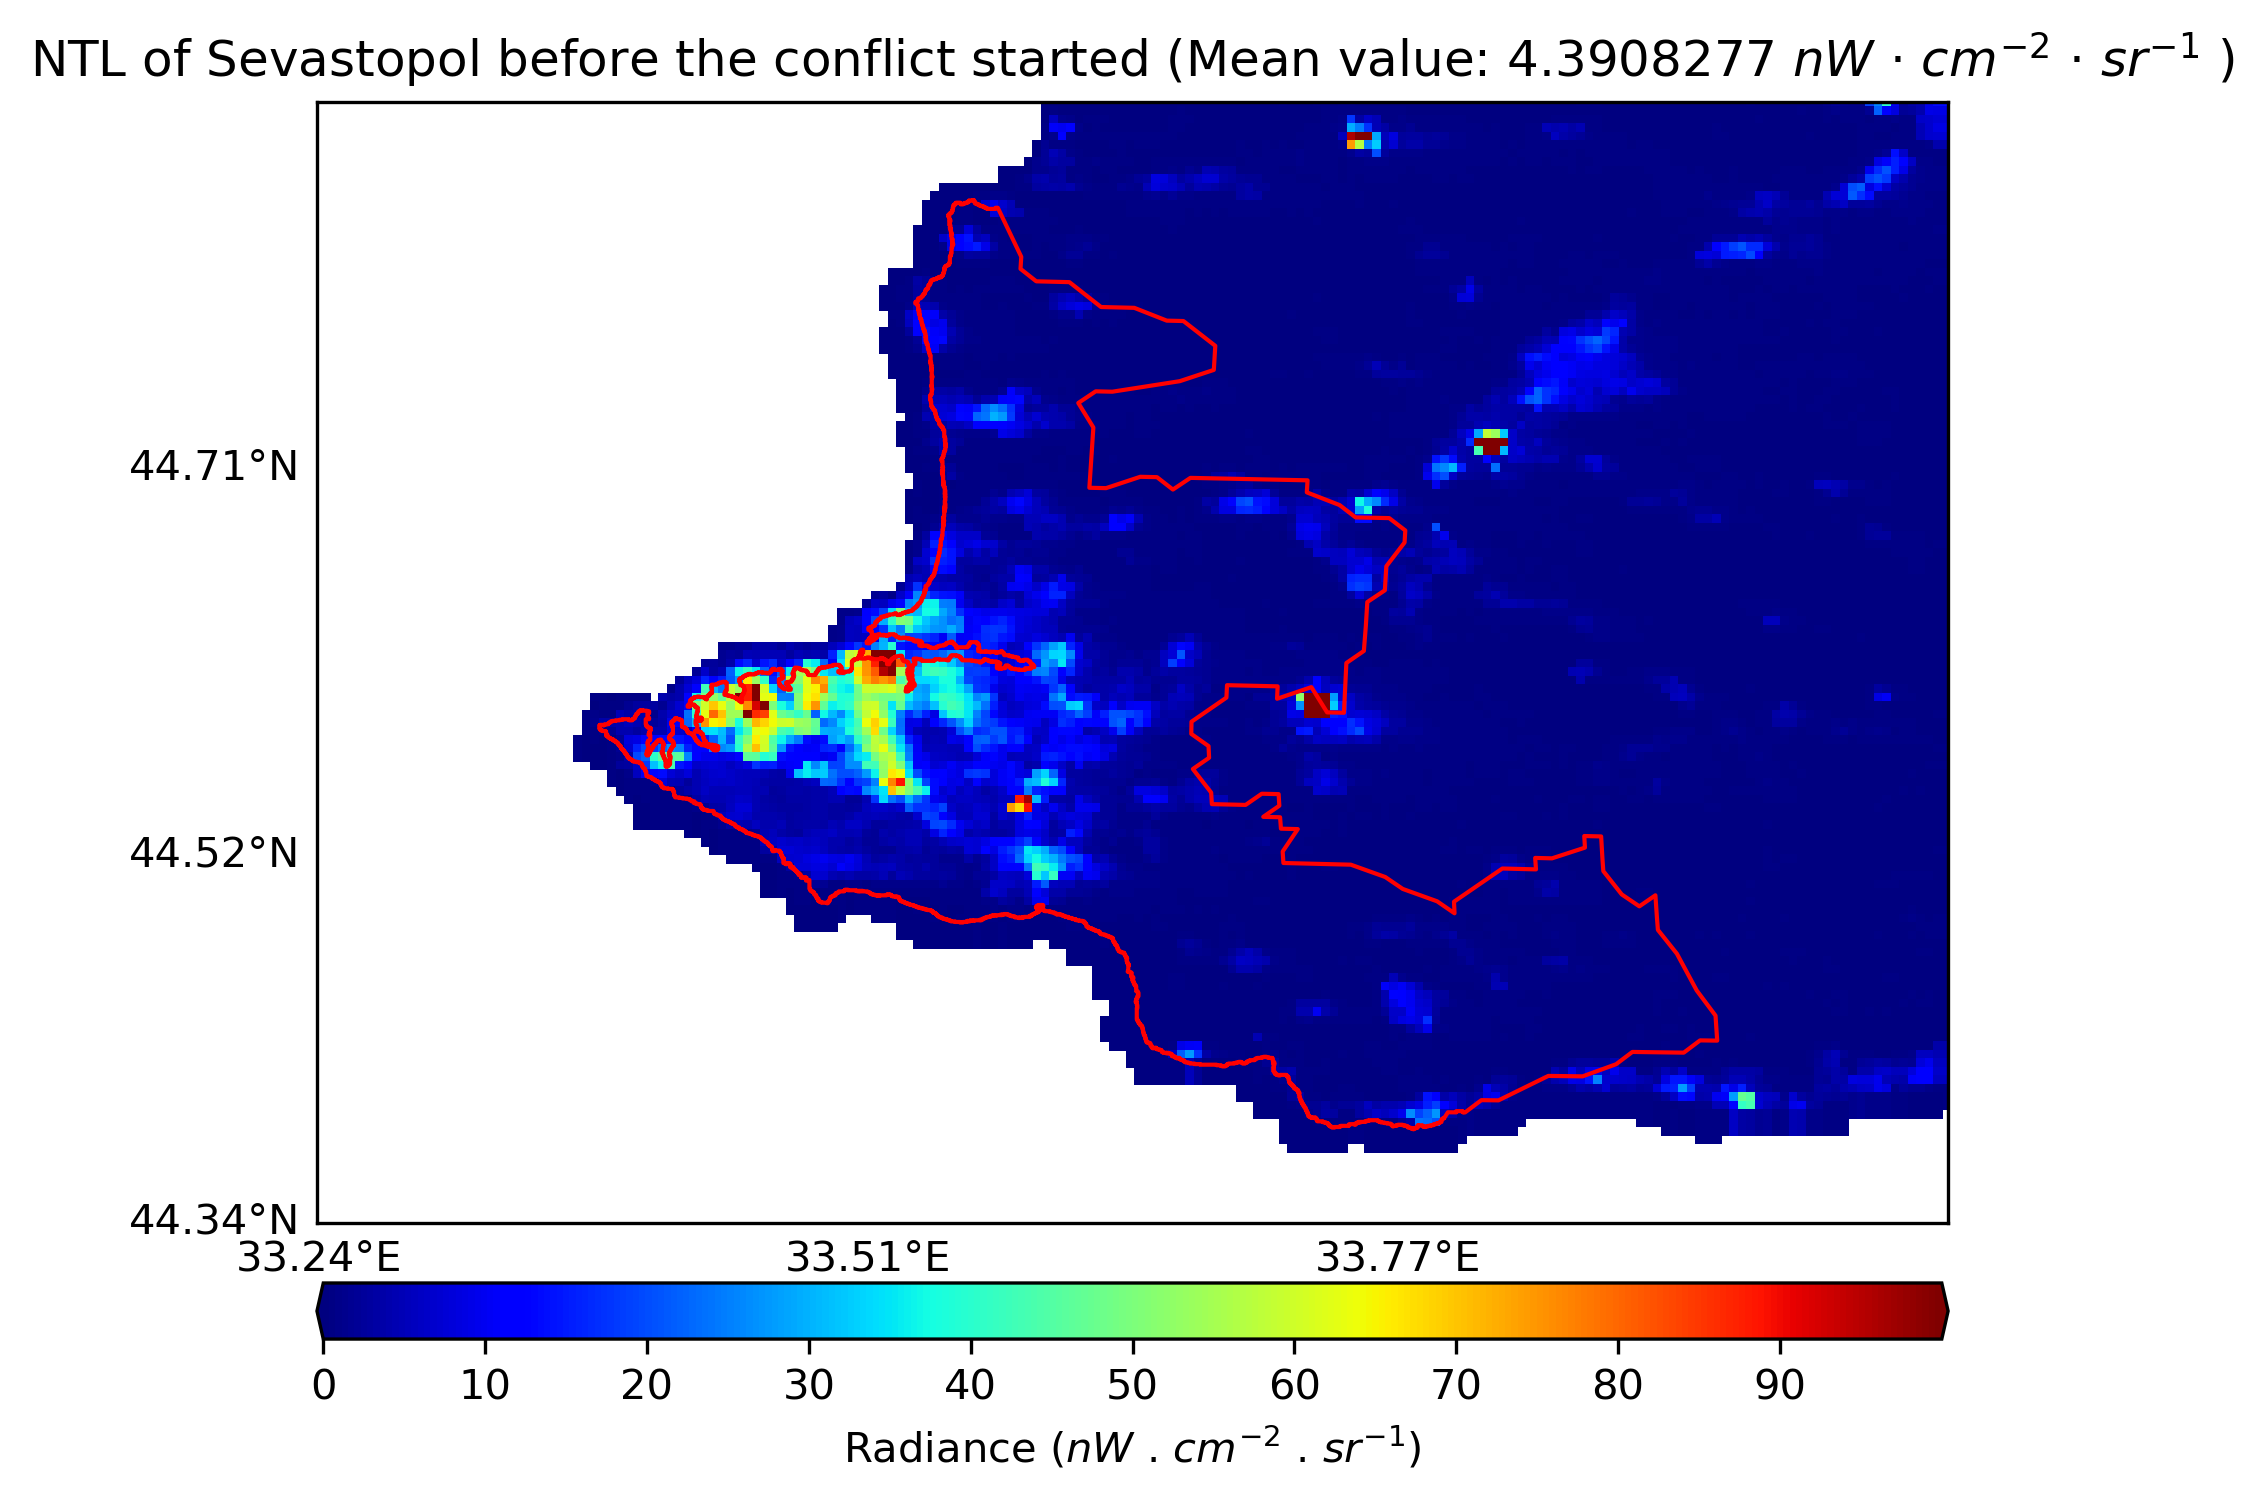 NTL of Sevastopol before the conflict started (Mean value: 4.3908277 nW · cm⁻² · sr⁻¹ )
44.71°N
44.52°N
44.34°N
33.24°E 33.51°E 33.77°E
0 10 20 30 40 50 60 70 80 90
Radiance (nW . cm⁻² . sr⁻¹)